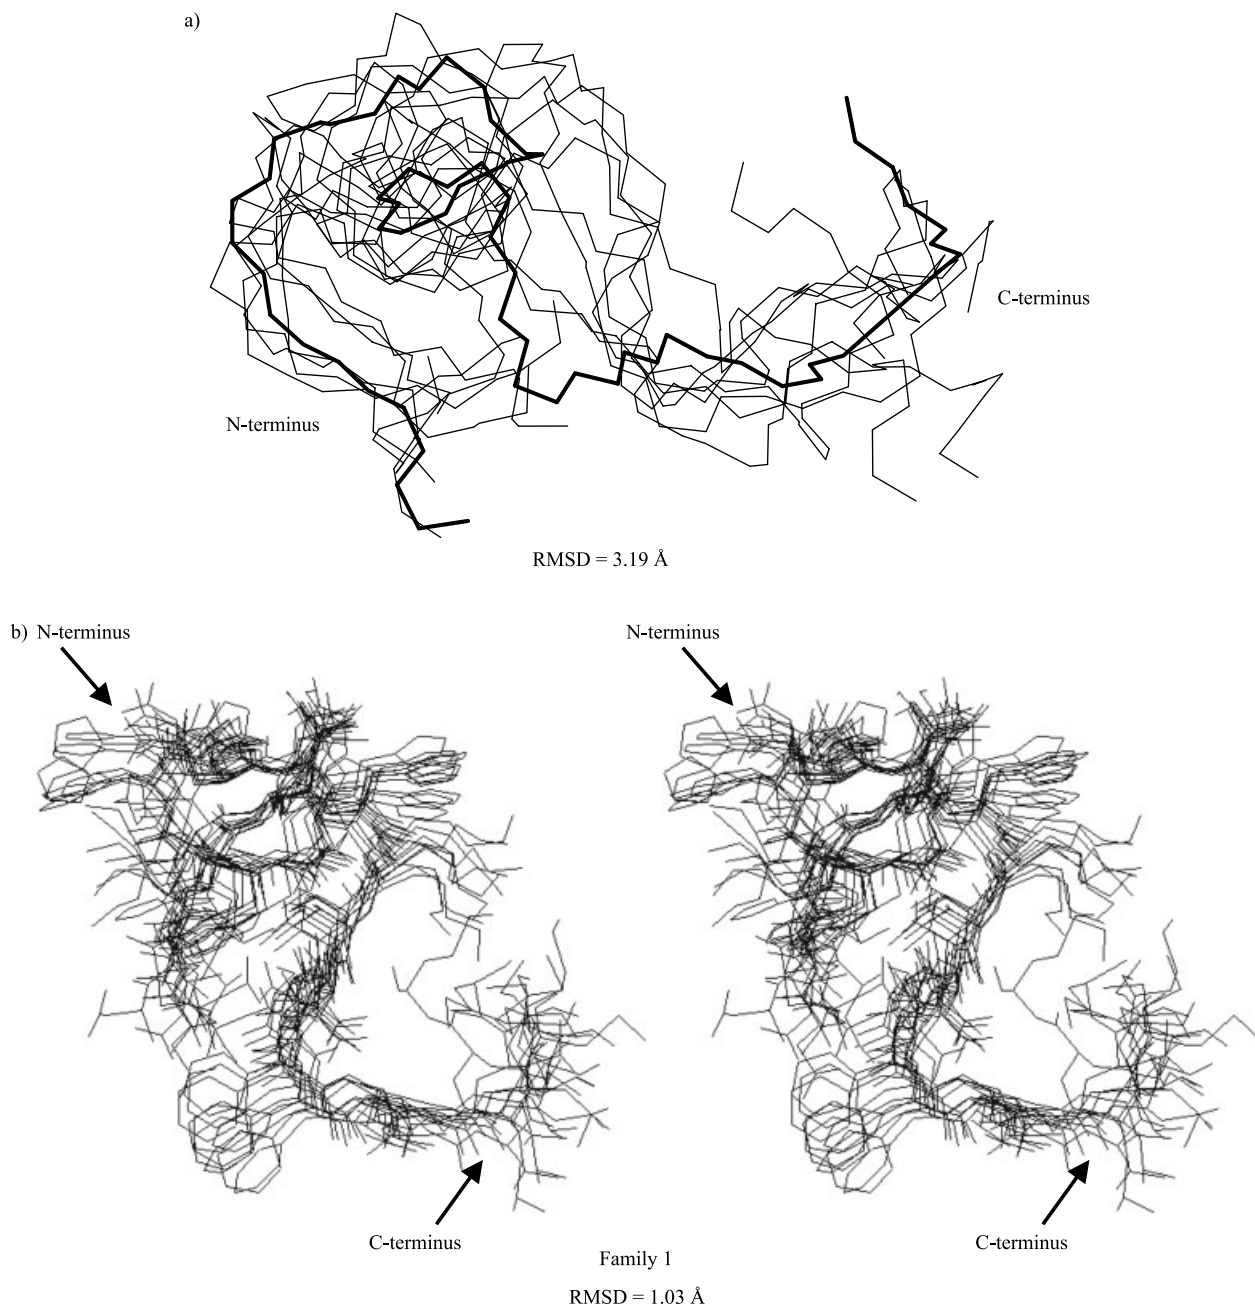 a)
C-terminus
N-terminus
RMSD = 3.19 Å
b) N-terminus
N-terminus
C-terminus
C-terminus
Family 1
RMSD = 1.03 Å